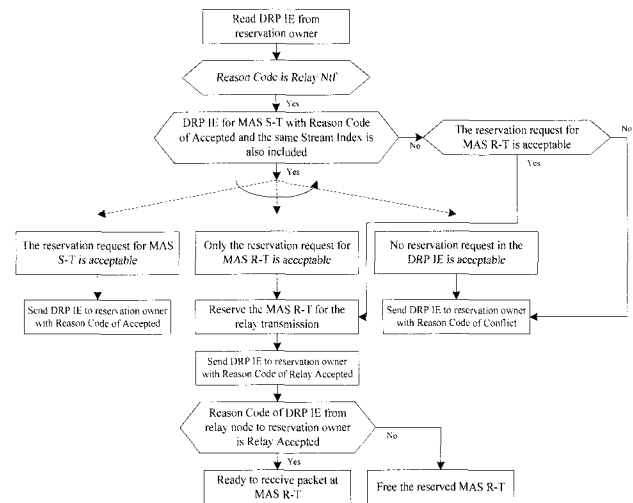 Read DRP IE from
reservation owner
Reason Code is Relay Ntf
Yes
DRP IE for MAS S-T with Reason Code
of Accepted and the same Stream Index is
also included
No
The reservation request for
MAS R-T is acceptable
No
Yes
Yes
The reservation request for MAS
S-T is acceptable
Only the reservation request for
MAS R-T is acceptable
No reservation request in the
DRP IE is acceptable
Send DRP IE to reservation owner
with Reason Code of Accepted
Reserve the MAS R-T for the
relay transmission
Send DRP IE to reservation owner
with Reason Code of Conflict
Send DRP IE to reservation owner
with Reason Code of Relay Accepted
Reason Code of DRP IE from
relay node to reservation owner
is Relay Accepted
No
Yes
Ready to receive packet at
MAS R-T
Free the reserved MAS R-T